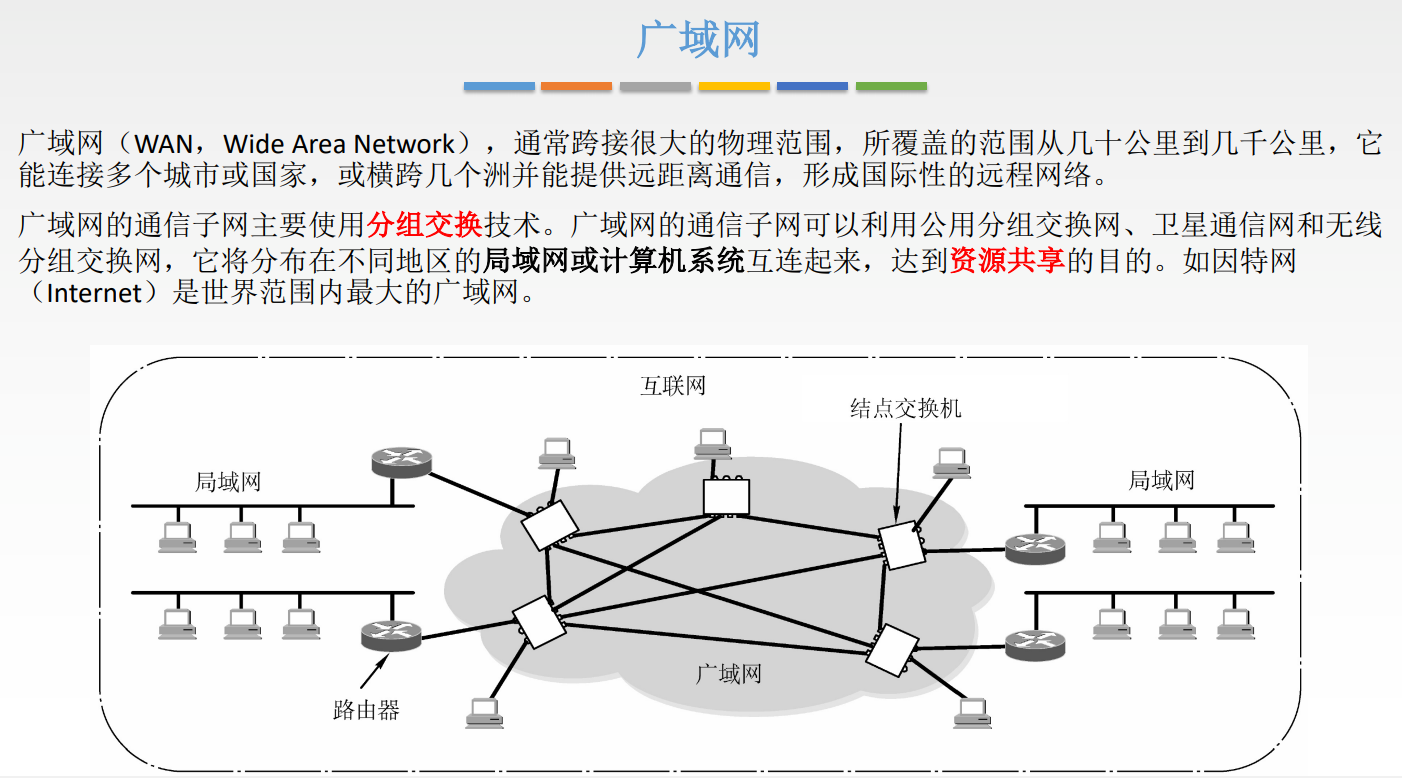 广域网
广域网（WAN，Wide Area Network），通常跨接很大的物理范围，所覆盖的范围从几十公里到几千公里，它
能连接多个城市或国家，或横跨几个洲并能提供远距离通信，形成国际性的远程网络。
广域网的通信子网主要使用分组交换技术。广域网的通信子网可以利用公用分组交换网、卫星通信网和无线
分组交换网，它将分布在不同地区的局域网或计算机系统互连起来，达到资源共享的目的。如因特网
（Internet）是世界范围内最大的广域网。
互联网
结点交换机
局域网
局域网
广域网
路由器